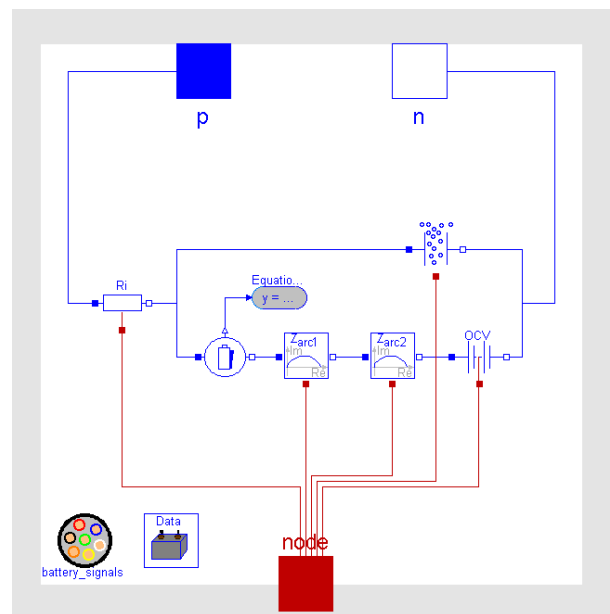 p
n
Ri
Equatio...
y = ...
OCV
Zarc1
Im
Re
Zarc2
Im
Re
Data
node
battery_signals